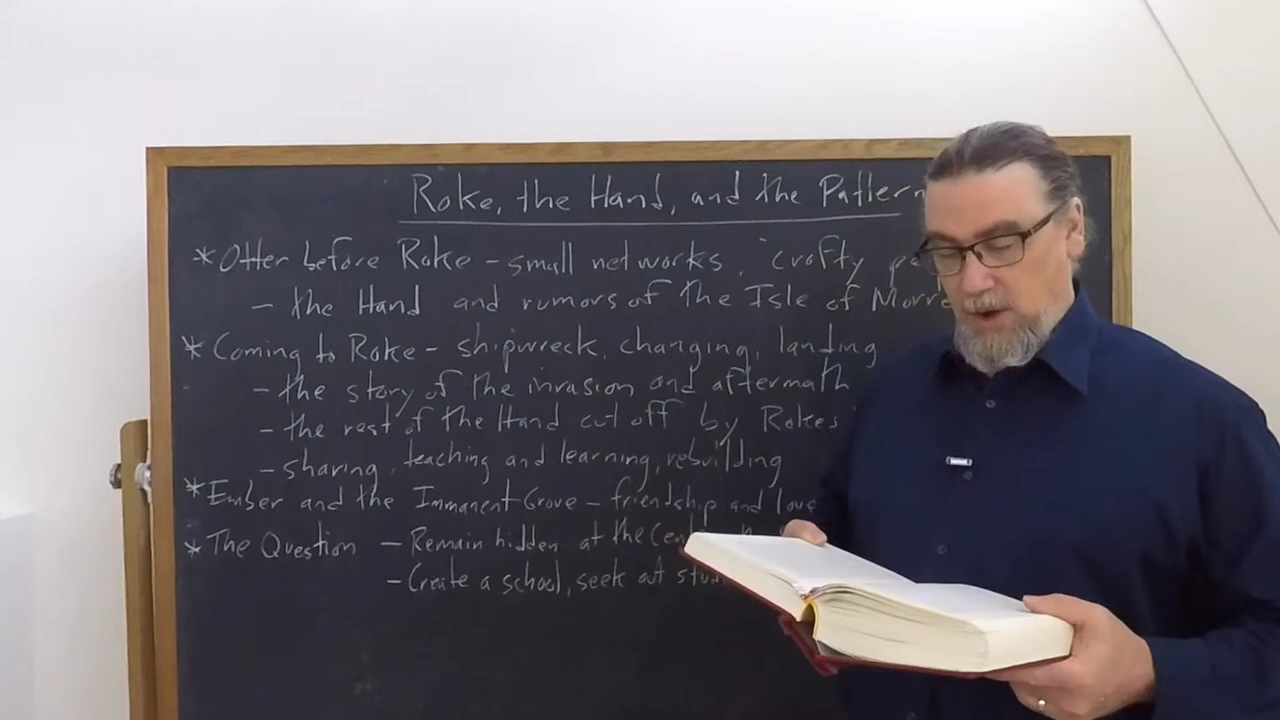 Roke, the Hand, and the Pattern
* Otter before Roke - small networks, "crafty
- the Hand and rumors of the Isle of Morre
* Coming to Roke - shipwreck, changing, landing
- the story of the invasion and aftermath
- the rest of the Hand cut off by Rokes
- sharing, teaching and learning, rebuilding
* Ember and the Immanent Grove - friendship and love
* The Question - Remain hidden at the
- Create a school, seek out